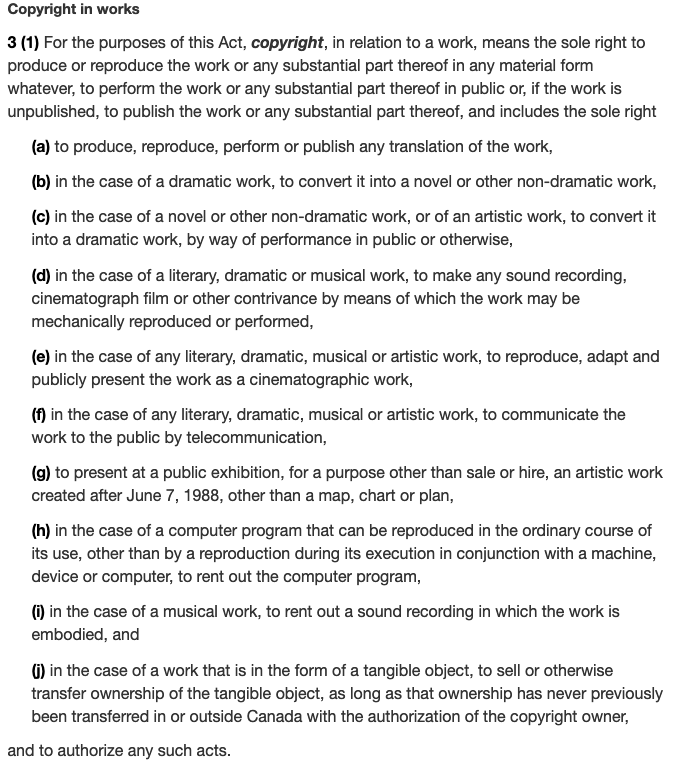 Copyright in works
3 (1) For the purposes of this Act, copyright, in relation to a work, means the sole right to
produce or reproduce the work or any substantial part thereof in any material form
whatever, to perform the work or any substantial part thereof in public or, if the work is
unpublished, to publish the work or any substantial part thereof, and includes the sole right
(a) to produce, reproduce, perform or publish any translation of the work,
(b) in the case of a dramatic work, to convert it into a novel or other non-dramatic work,
(c) in the case of a novel or other non-dramatic work, or of an artistic work, to convert it
into a dramatic work, by way of performance in public or otherwise,
(d) in the case of a literary, dramatic or musical work, to make any sound recording,
cinematograph film or other contrivance by means of which the work may be
mechanically reproduced or performed,
(e) in the case of any literary, dramatic, musical or artistic work, to reproduce, adapt and
publicly present the work as a cinematographic work,
(f) in the case of any literary, dramatic, musical or artistic work, to communicate the
work to the public by telecommunication,
(g) to present at a public exhibition, for a purpose other than sale or hire, an artistic work
created after June 7, 1988, other than a map, chart or plan,
(h) in the case of a computer program that can be reproduced in the ordinary course of
its use, other than by a reproduction during its execution in conjunction with a machine,
device or computer, to rent out the computer program,
(i) in the case of a musical work, to rent out a sound recording in which the work is
embodied, and
(j) in the case of a work that is in the form of a tangible object, to sell or otherwise
transfer ownership of the tangible object, as long as that ownership has never previously
been transferred in or outside Canada with the authorization of the copyright owner,
and to authorize any such acts.